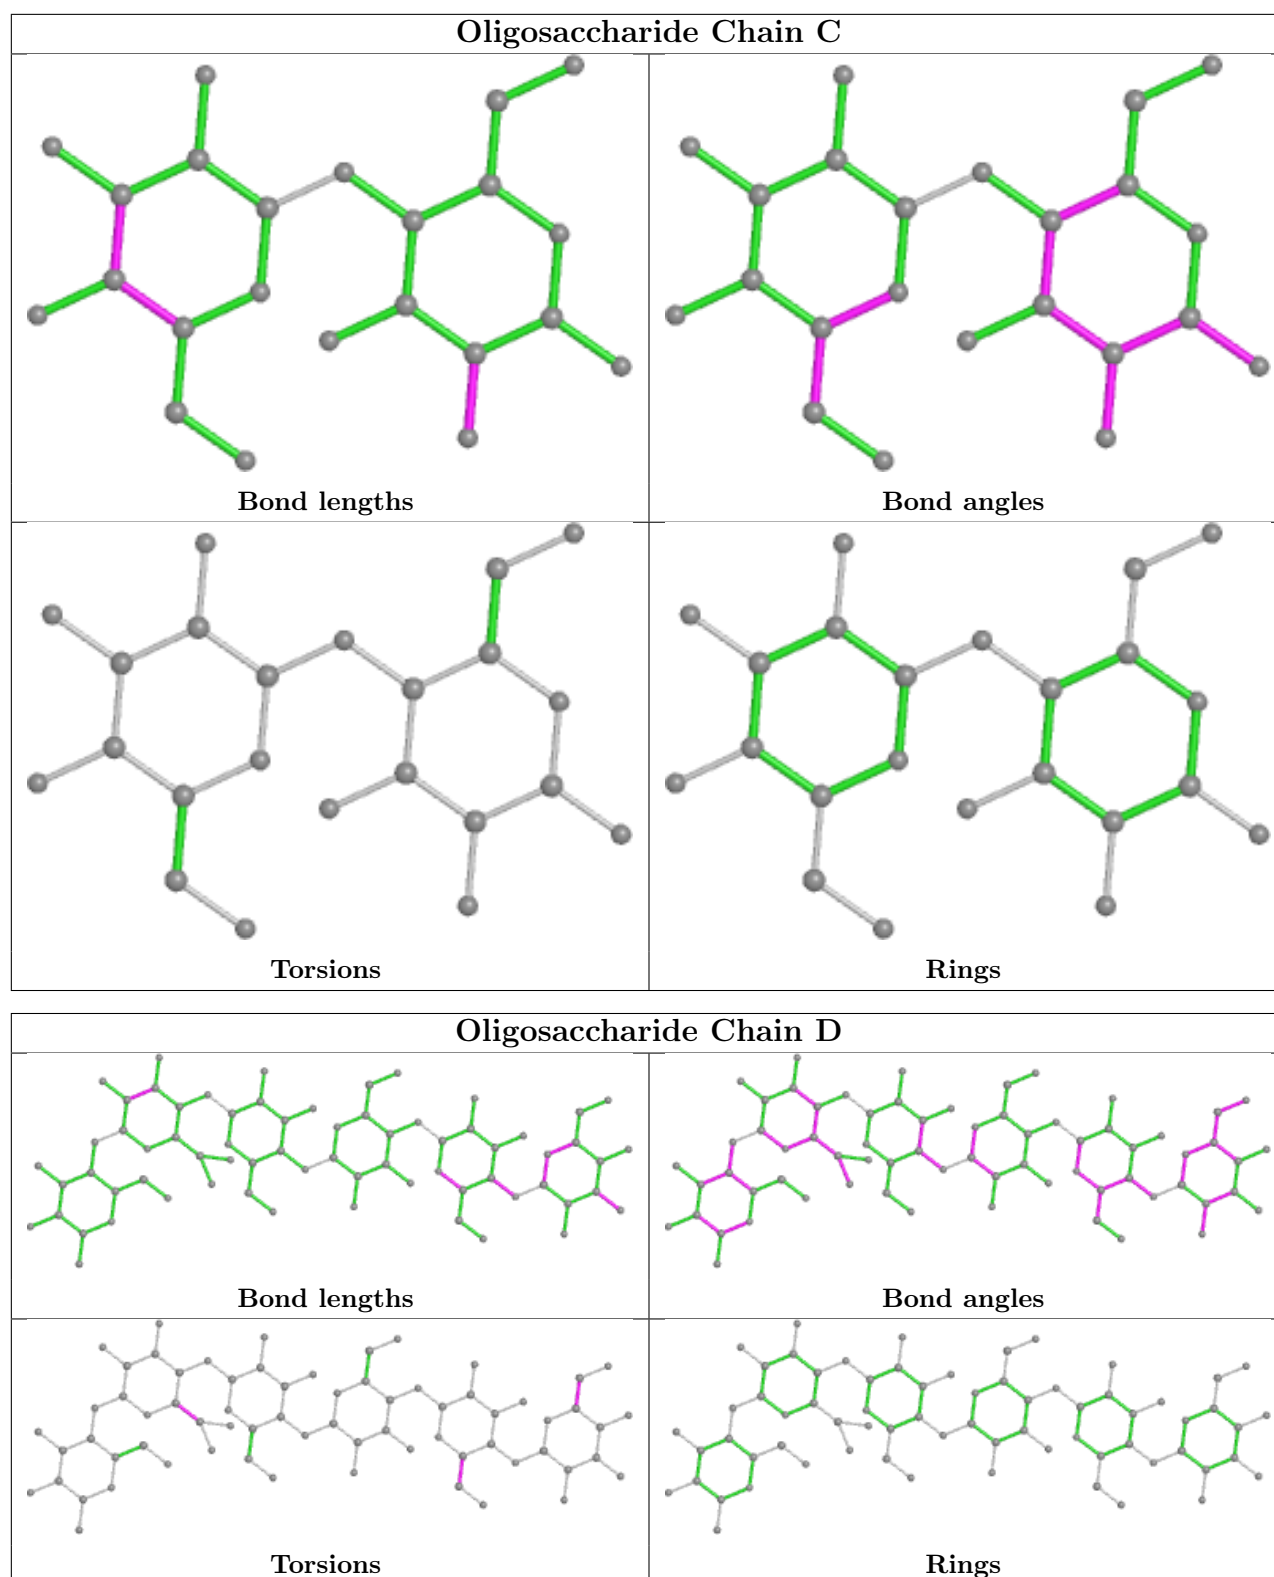 Oligosaccharide Chain C
Bond lengths
Bond angles
Torsions
Rings
Oligosaccharide Chain D
Bond lengths
Bond angles
Torsions
Rings